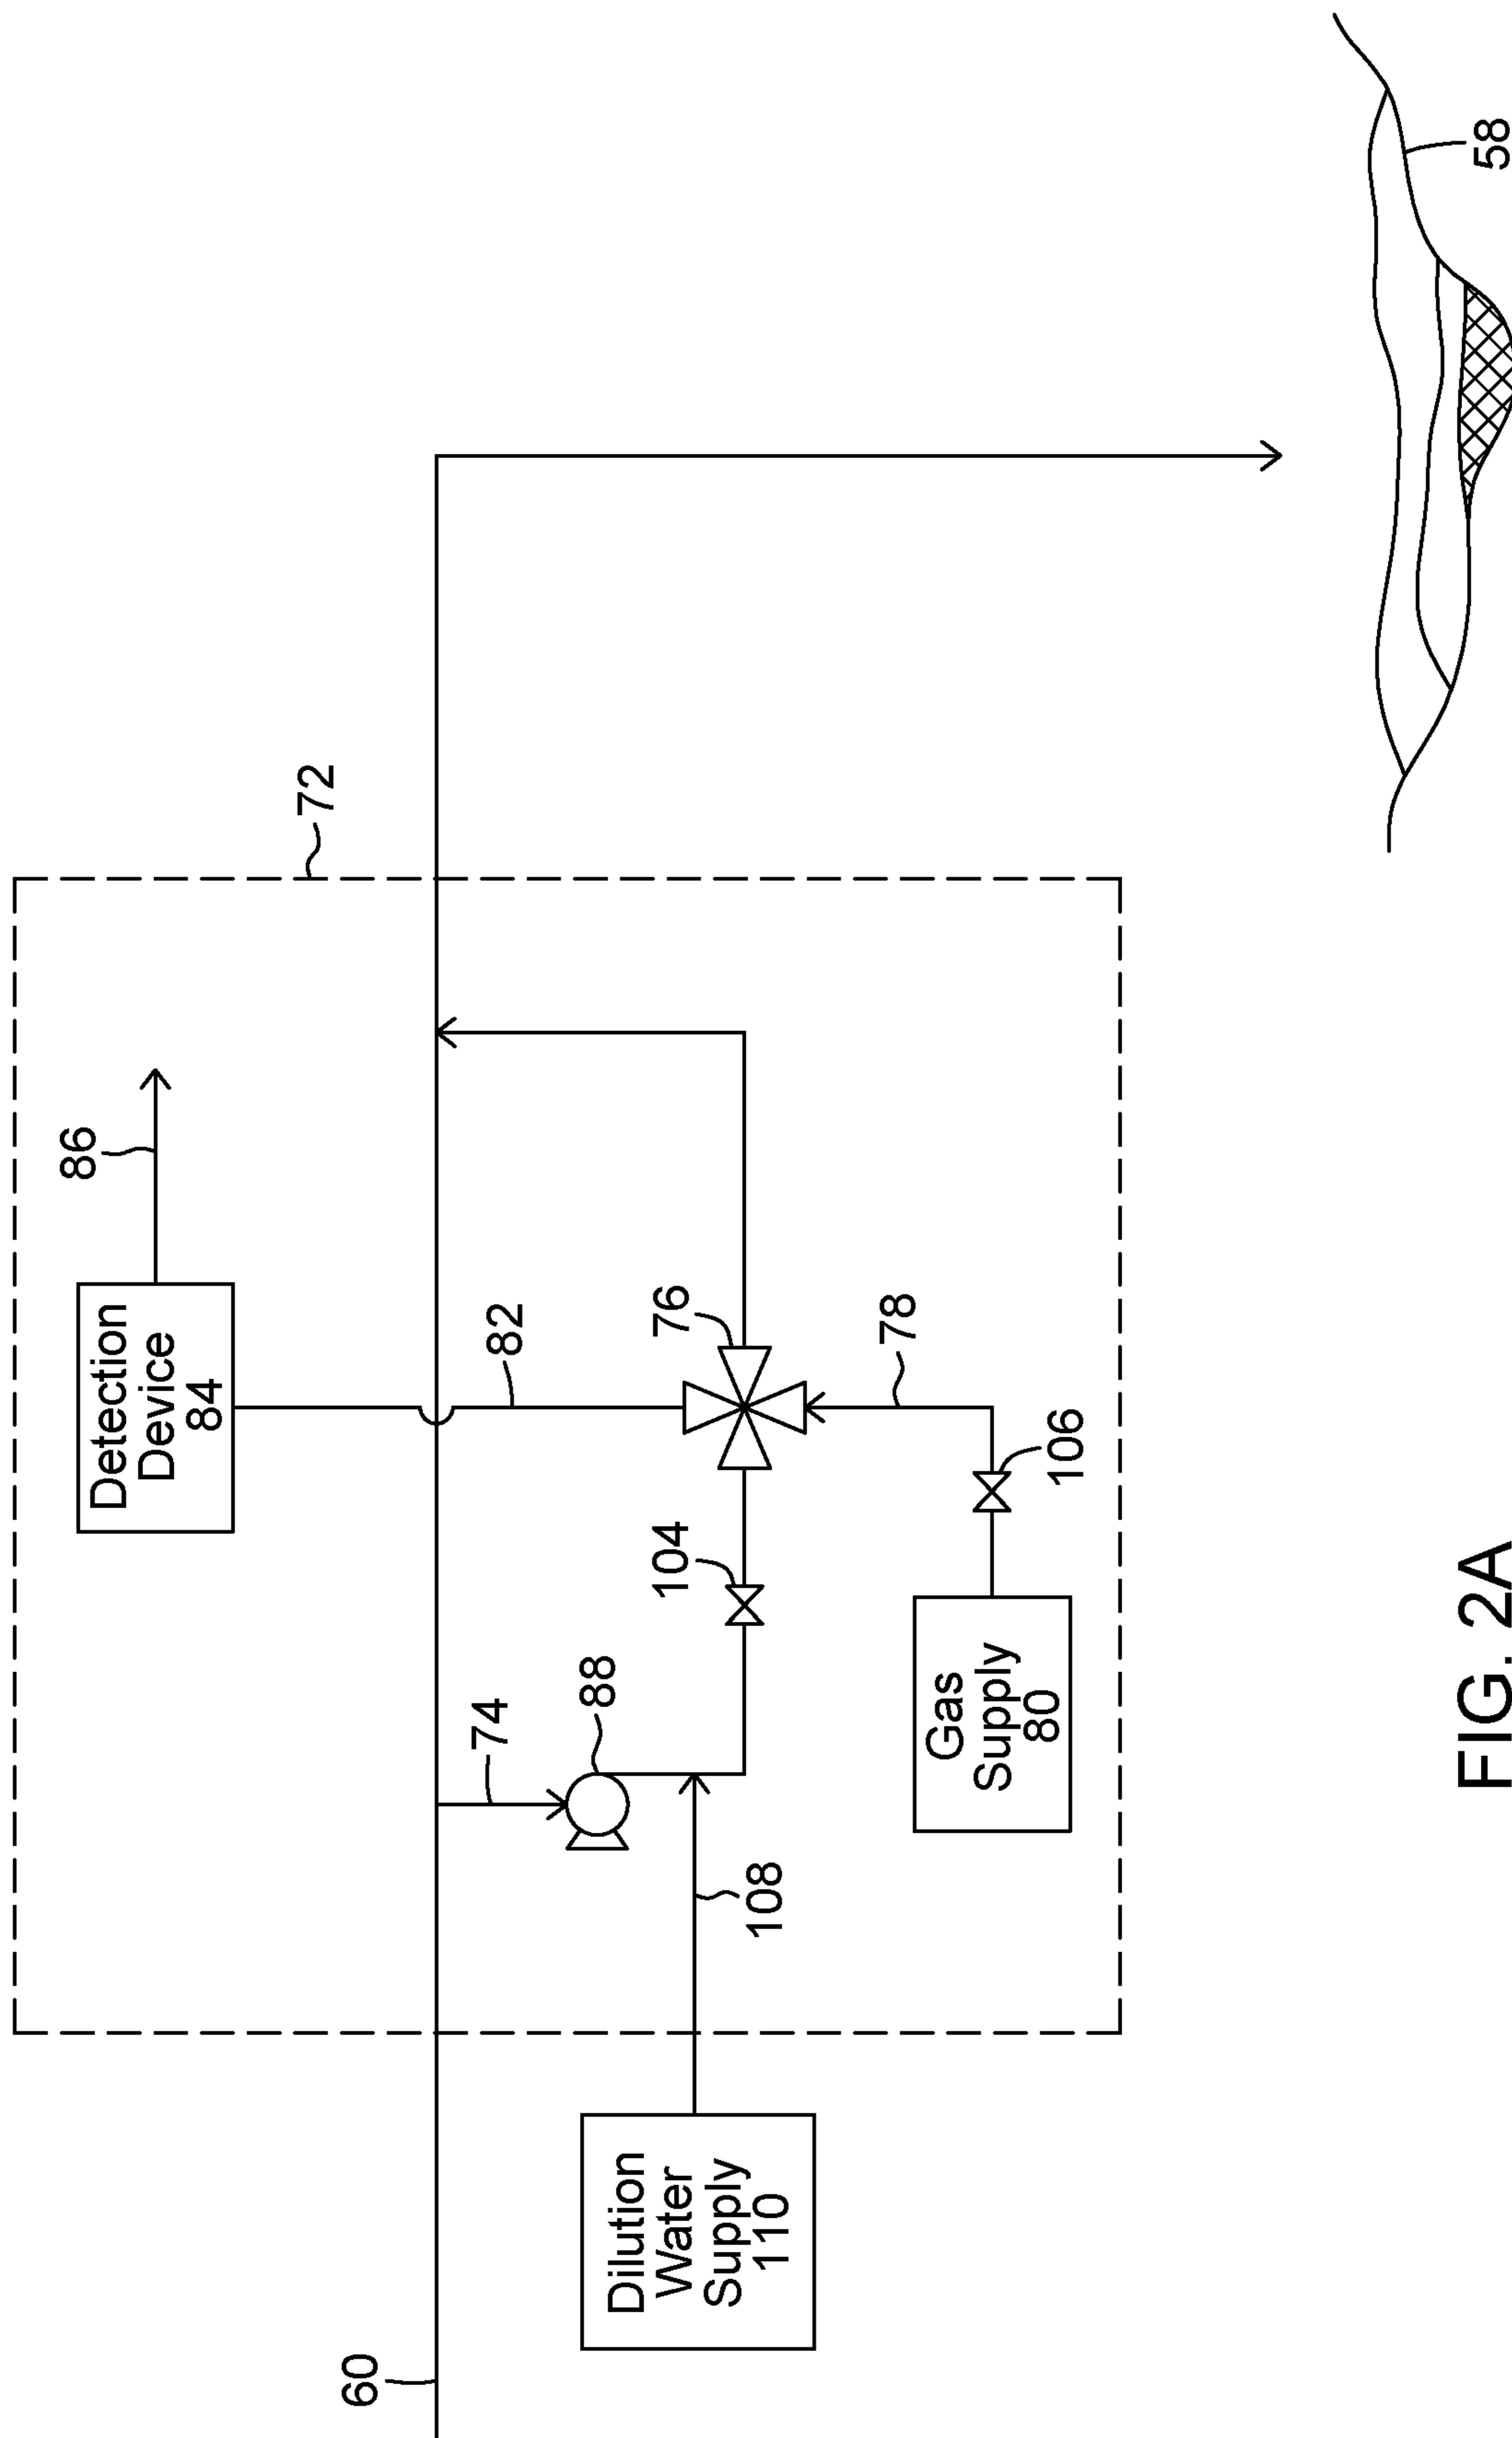 72
86
Detection
Device
84
82
76
78
104
106
74
88
Gas
Supply
80
108
Dilution
Water
Supply
110
60
58
FIG. 2A